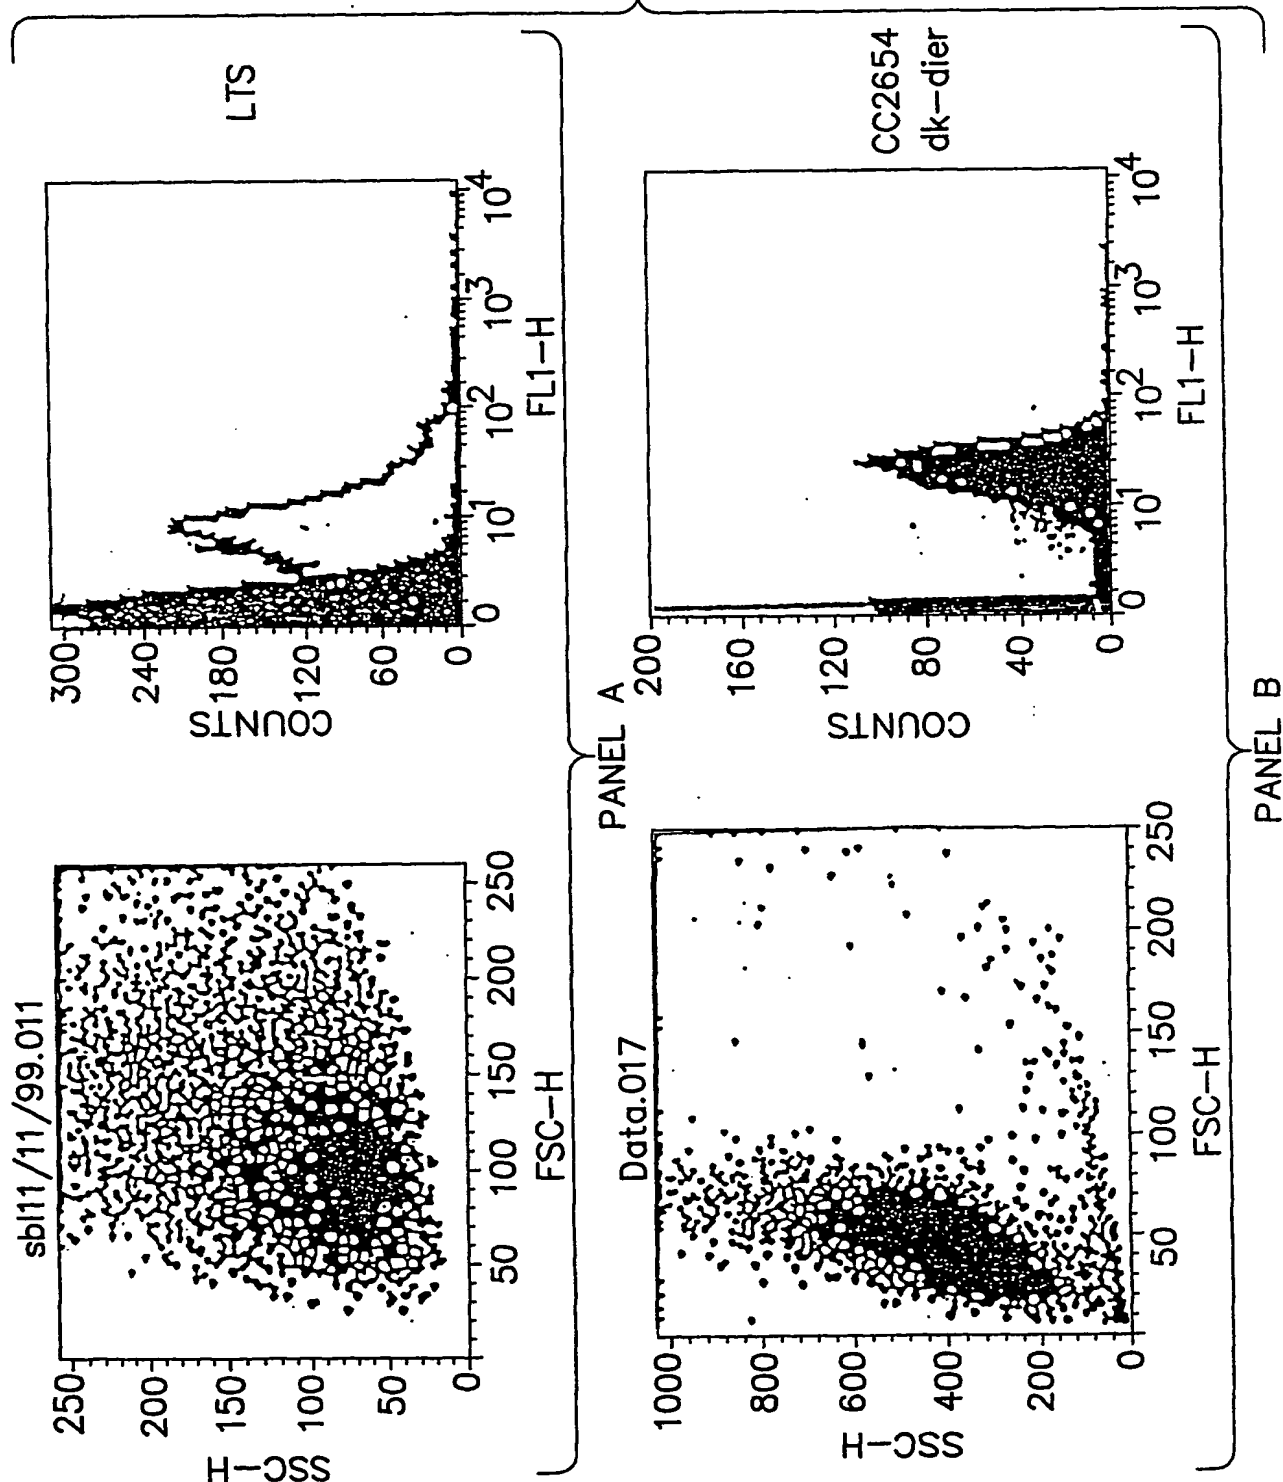 sbl11/11/99.011
SSC-H
250
200
150
100
50
0
50 100 150 200 250
FSC-H
COUNTS
300
240
180
120
60
0
0 10¹ 10² 10³ 10⁴
FL1-H
LTS
PANEL A
Data.017
SSC-H
1000
800
600
400
200
0
50 100 150 200 250
FSC-H
COUNTS
200
160
120
80
40
0
0 10¹ 10² 10³ 10⁴
FL1-H
CC2654
dk-dier
PANEL B